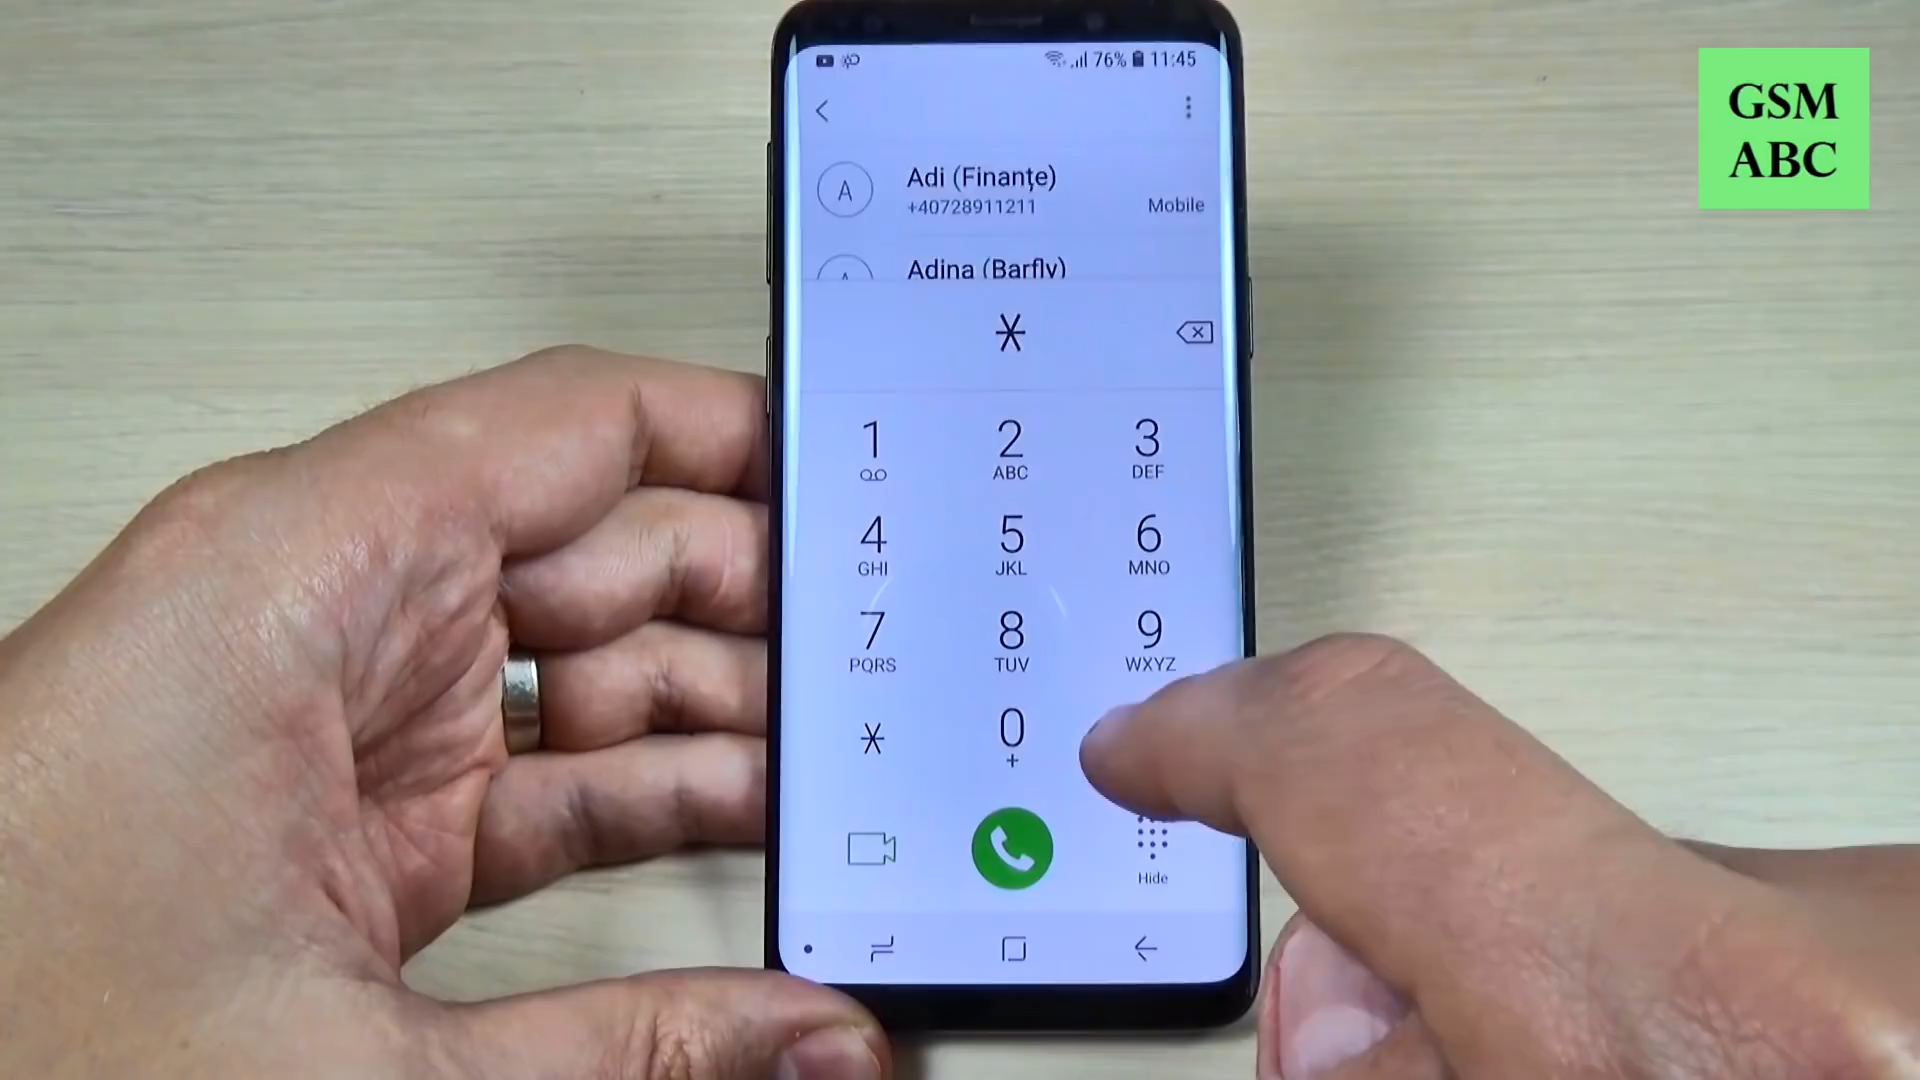 76% 11:45
GSM
ABC
Adi (Finanțe)
+40728911211
Mobile
Adina (Barfly)
*
1 2 3
ABC DEF
4 5 6
GHI JKL MNO
7 8 9
PQRS TUV WXYZ
* 0
+
Hide